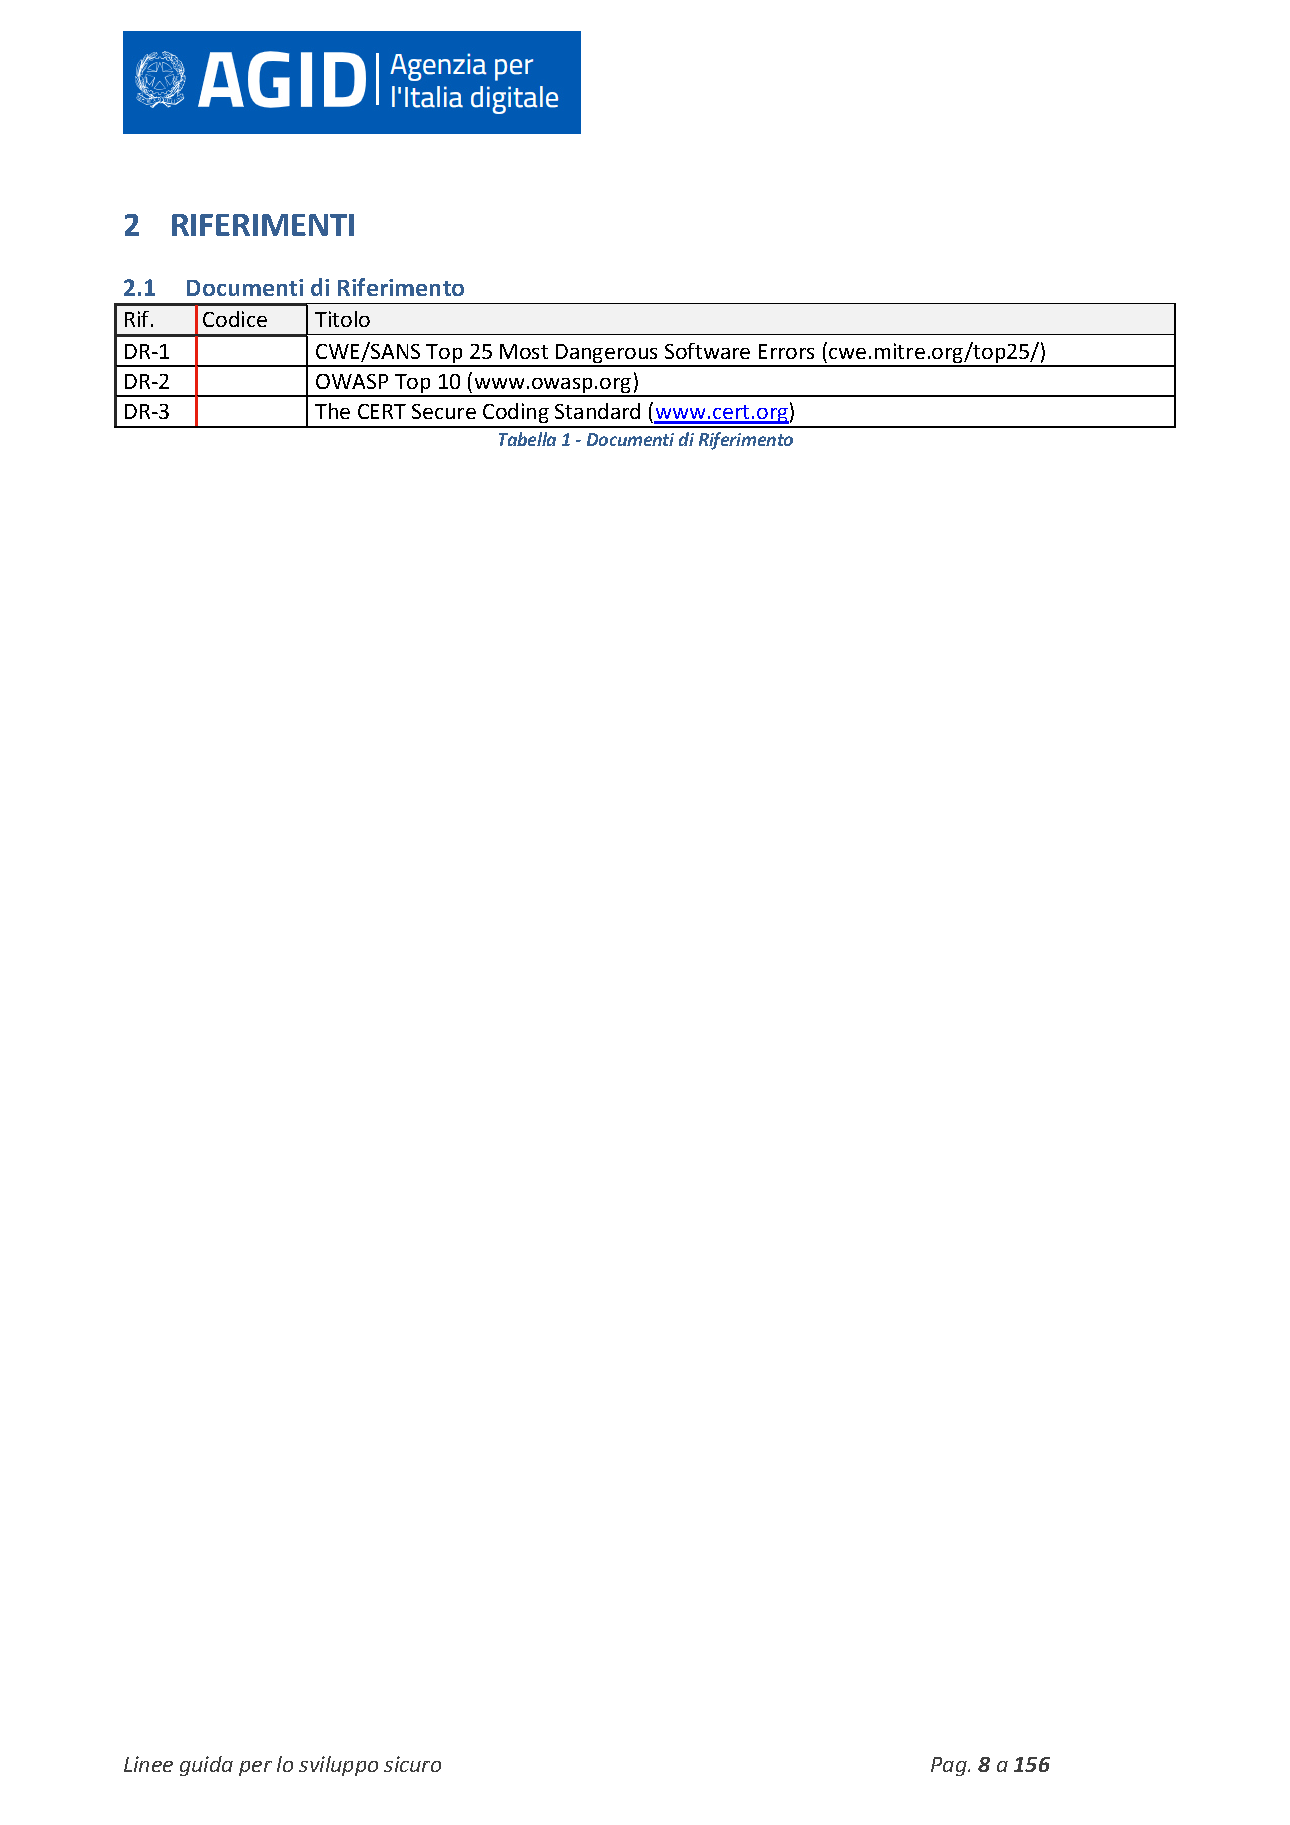 AGID Agenzia per
l'Italia digitale
2 RIFERIMENTI
2.1 Documenti di Riferimento
Rif. Codice Titolo
DR-1 CWE/SANS Top 25 Most Dangerous Software Errors (cwe.mitre.org/top25/)
DR-2 OWASP Top 10 (www.owasp.org)
DR-3 The CERT Secure Coding Standard (www.cert.org)
Tabella 1 - Documenti di Riferimento
Linee guida per lo sviluppo sicuro Pag. 8 a 156